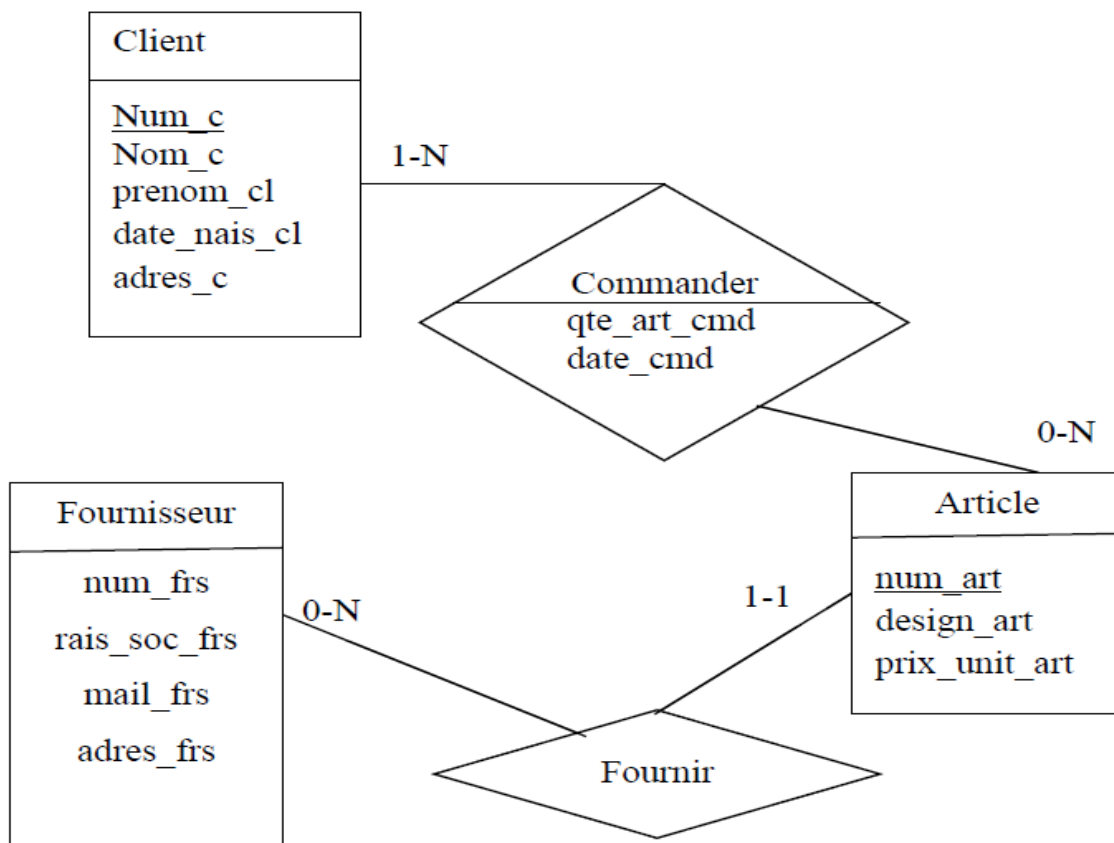 Client
Num_c
Nom_c
prenom_cl
date_nais_cl
adres_c
1-N
Commander
qte_art_cmd
date_cmd
0-N
Fournisseur
num_frs
rais_soc_frs
mail_frs
adres_frs
0-N
1-1
Article
num_art
design_art
prix_unit_art
Fournir